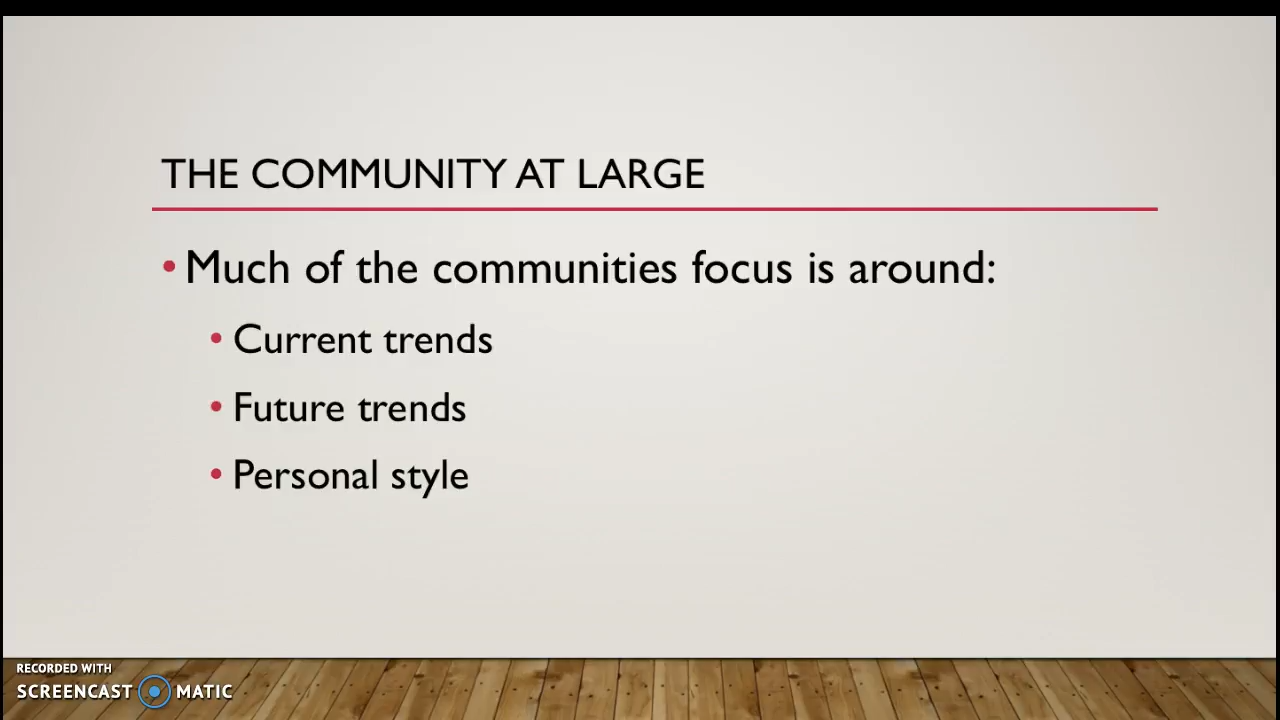 THE COMMUNITY AT LARGE
• Much of the communities focus is around:
• Current trends
• Future trends
• Personal style
RECORDED WITH
SCREENCAST MATIC